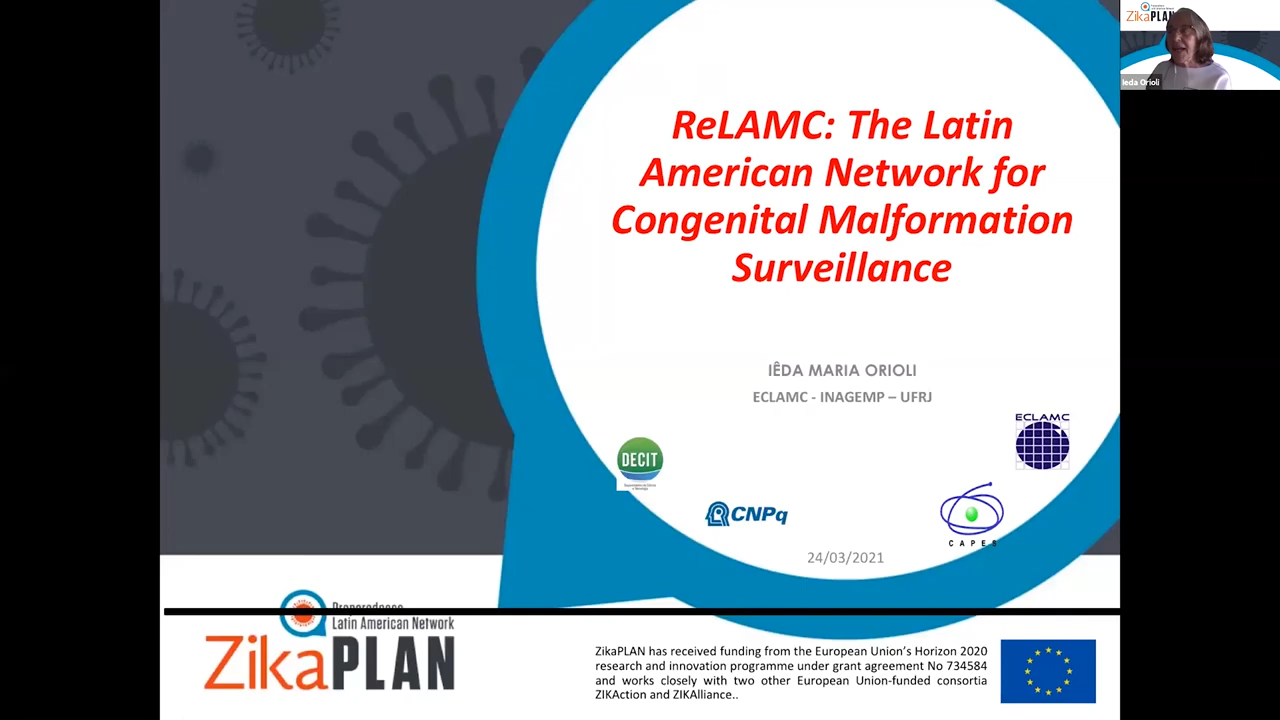 ReLAMC: The Latin
American Network for
Congenital Malformation
Surveillance
IÊDA MARIA ORIOLI
ECLAMC - INAGEMP – UFRJ
ECLAMC
DECIT
CNPq
CAPES
24/03/2021
Preparedness
Latin American Network
ZikaPLAN
ZikaPLAN has received funding from the European Union's Horizon 2020
research and innovation programme under grant agreement No 734584
and works closely with two other European Union-funded consortia
ZIKAction and ZIKAlliance..
ZikaPLAN
Ieda Orioli